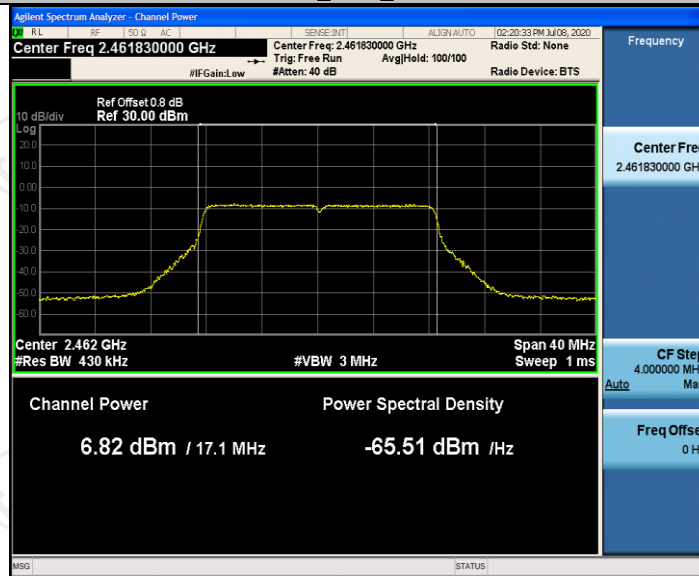 Agilent Spectrum Analyzer - Channel Power
RL RF 50 Ω AC SENSE:INT ALIGN AUTO 02:20:33 PM Jul 08, 2020
Center Freq 2.461830000 GHz
Center Freq: 2.461830000 GHz
Radio Std: None
Trig: Free Run Avg|Hold: 100/100
#IFGain:Low
#Atten: 40 dB
Radio Device: BTS
Ref Offset 0.8 dB
10 dB/div Ref 30.00 dBm
Log
20.0
10.0
0.00
-10.0
-20.0
-30.0
-40.0
-50.0
-60.0
Center 2.462 GHz Span 40 MHz
#Res BW 430 kHz #VBW 3 MHz Sweep 1 ms
Channel Power Power Spectral Density
6.82 dBm / 17.1 MHz -65.51 dBm /Hz
MSG STATUS
Frequency
Center Fre
2.461830000 GH
CF Ste
4.000000 MH
Auto Ma
Freq Offse
0 H